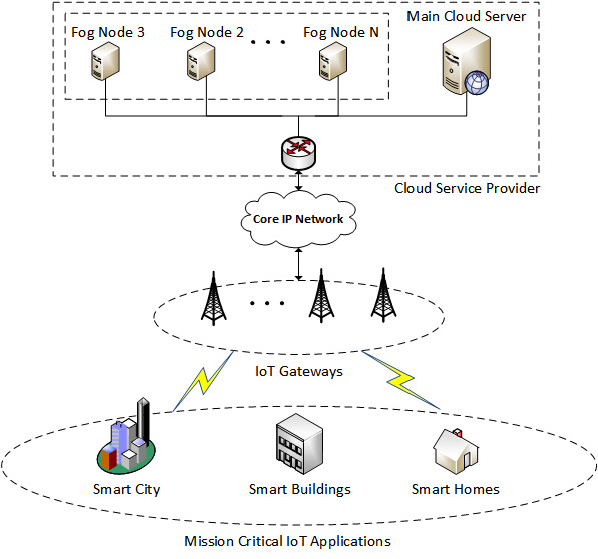 Main Cloud Server
Fog Node 3
Fog Node 2
Fog Node N
Cloud Service Provider
Core IP Network
IoT Gateways
Smart City
Smart Buildings
Smart Homes
Mission Critical IoT Applications